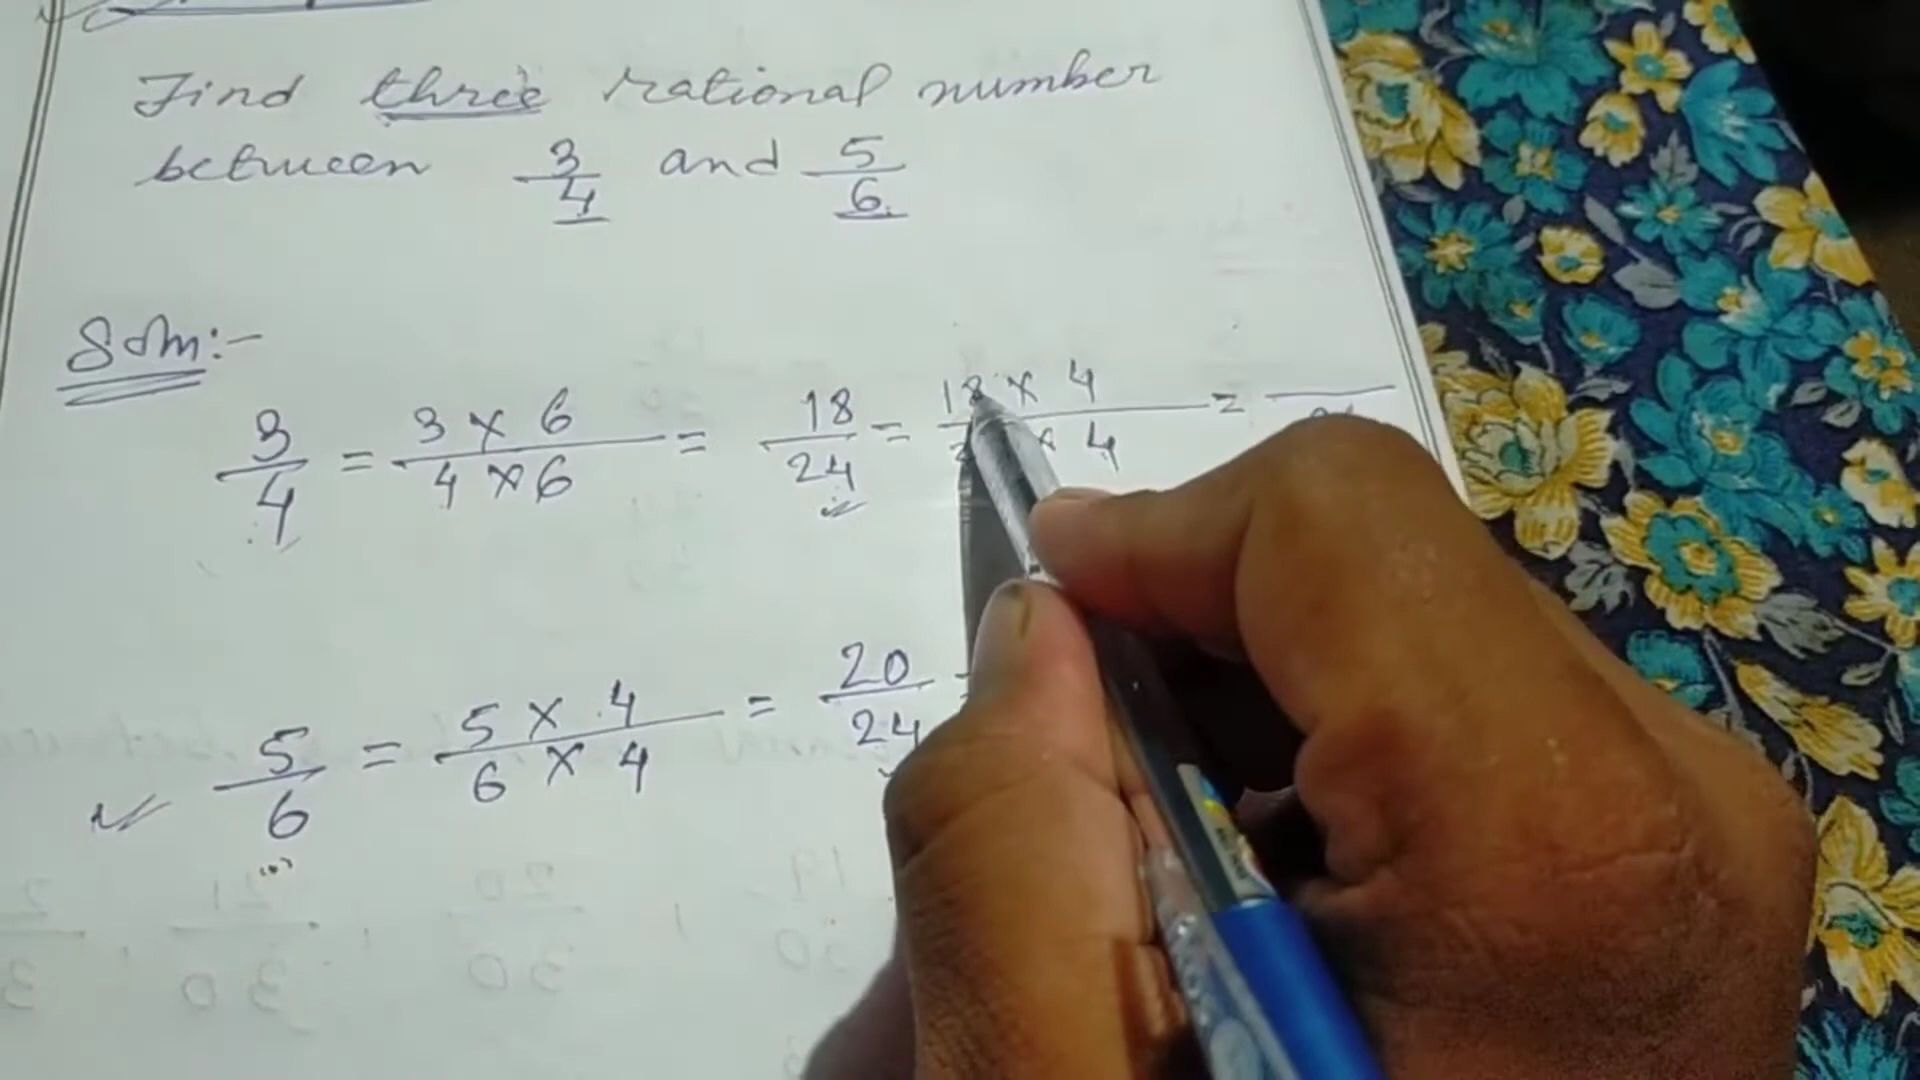 Find three rational number
between 3/4 and 5/6
Soln:-
3/4 = 3 x 6 / 4 x 6 = 18/24 = 18 x 4 / x 4 =
5/6 = 5 x 4 / 6 x 4 = 20/24